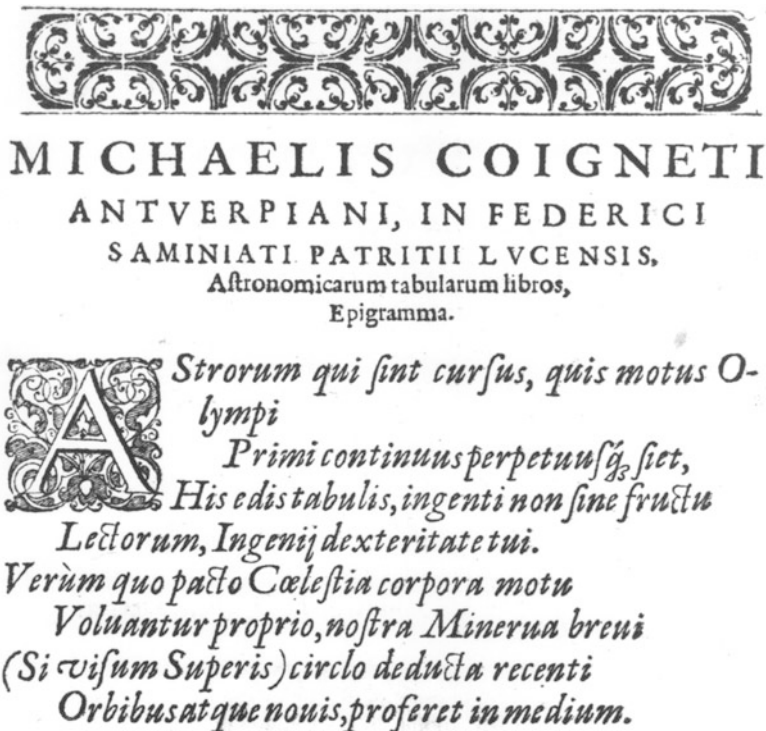 MICHAELIS COIGNETI
ANTVERPIANI, IN FEDERICI
SAMINIATI PATRITII LVCENSIS,
Aſtronomicarum tabularum libros,
Epigramma.
AStrorum qui ſint curſus, quis motus O-
lympi
Primi continuus perpetuuſq́ꝫ ſiet,
His edis tabulis, ingenti non ſine fructu
Lectorum, Ingenij dexteritate tui.
Verùm quo pacto Cœleſtia corpora motu
Voluantur proprio, noſtra Minerua breui
(Si viſum Superis) circlo deducta recenti
Orbibus atque nouis, proferet in medium.